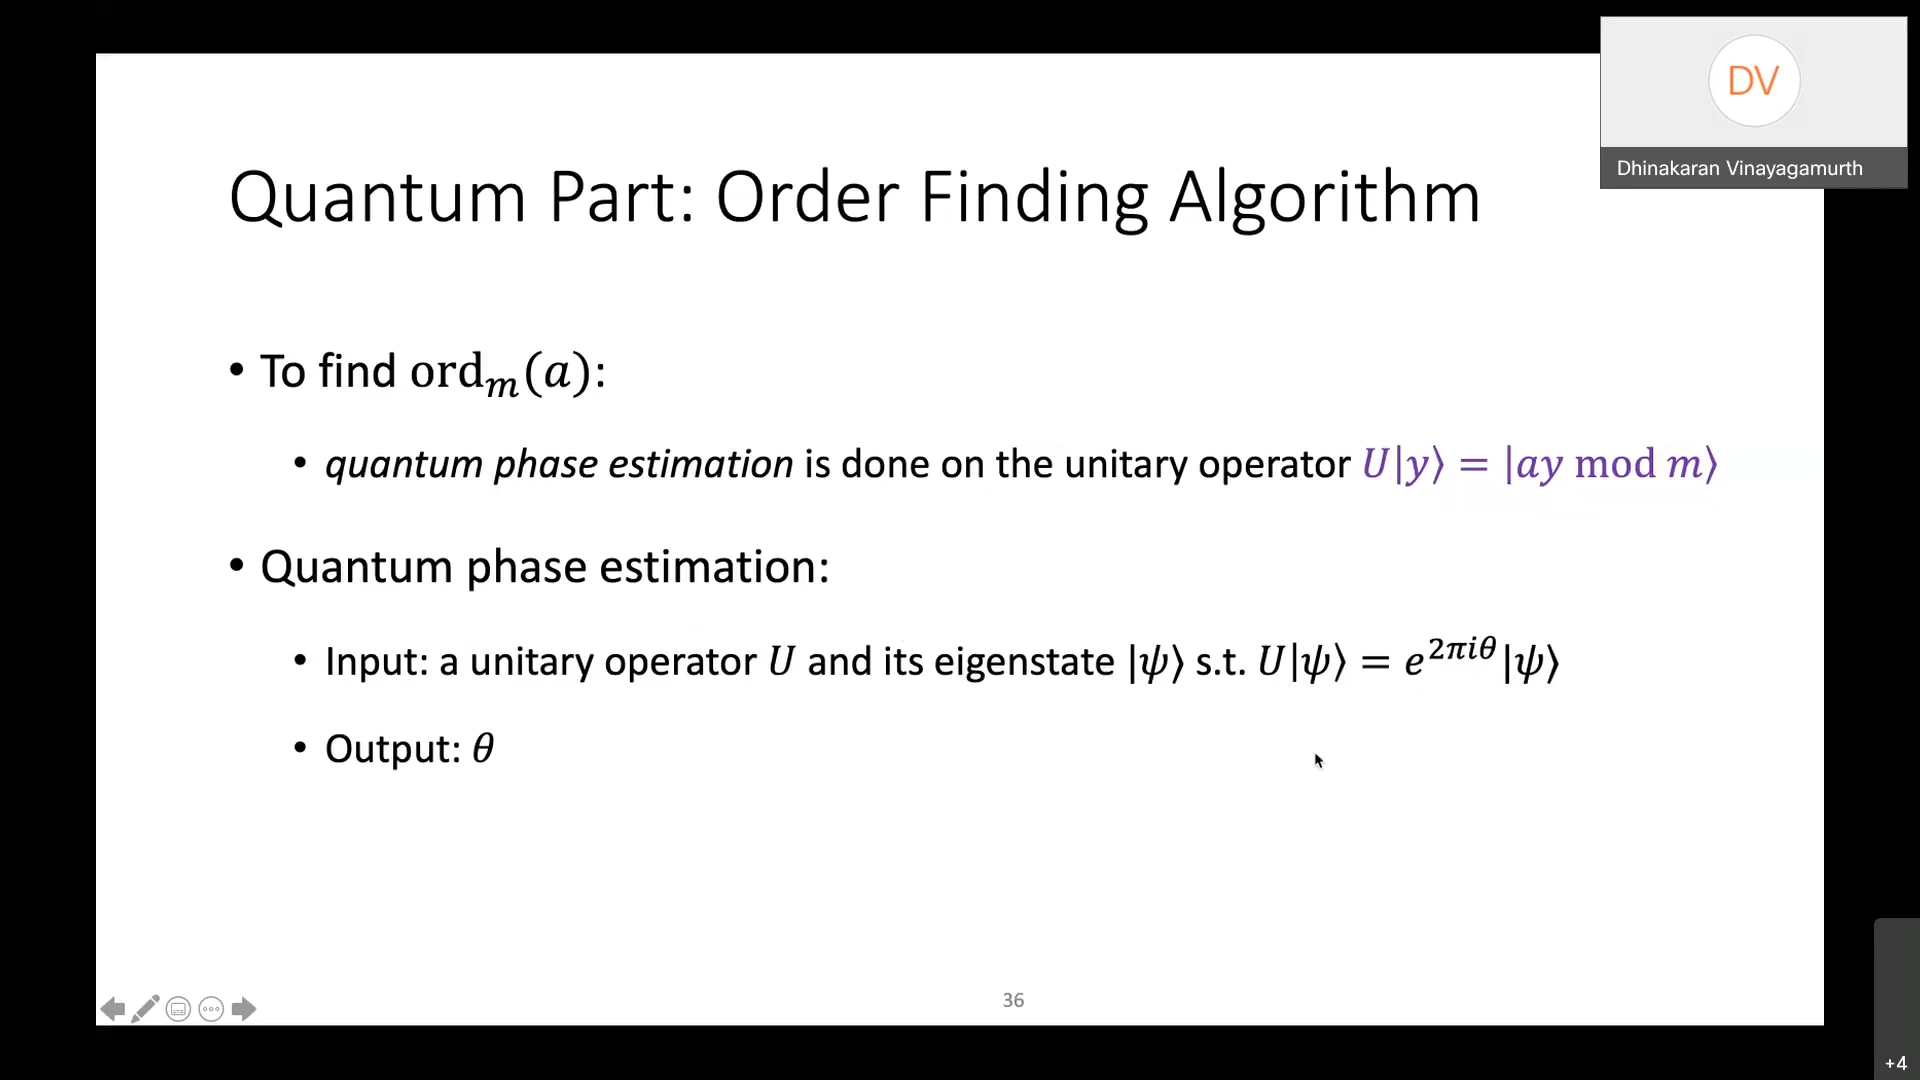 DV
Dhinakaran Vinayagamurth
Quantum Part: Order Finding Algorithm
• To find ordₘ(𝑎):
• quantum phase estimation is done on the unitary operator 𝑈|𝑦⟩ = |𝑎𝑦 mod 𝑚⟩
• Quantum phase estimation:
• Input: a unitary operator 𝑈 and its eigenstate |𝜓⟩ s.t. 𝑈|𝜓⟩ = 𝑒^{2𝜋𝑖𝜃}|𝜓⟩
• Output: 𝜃
36
+4